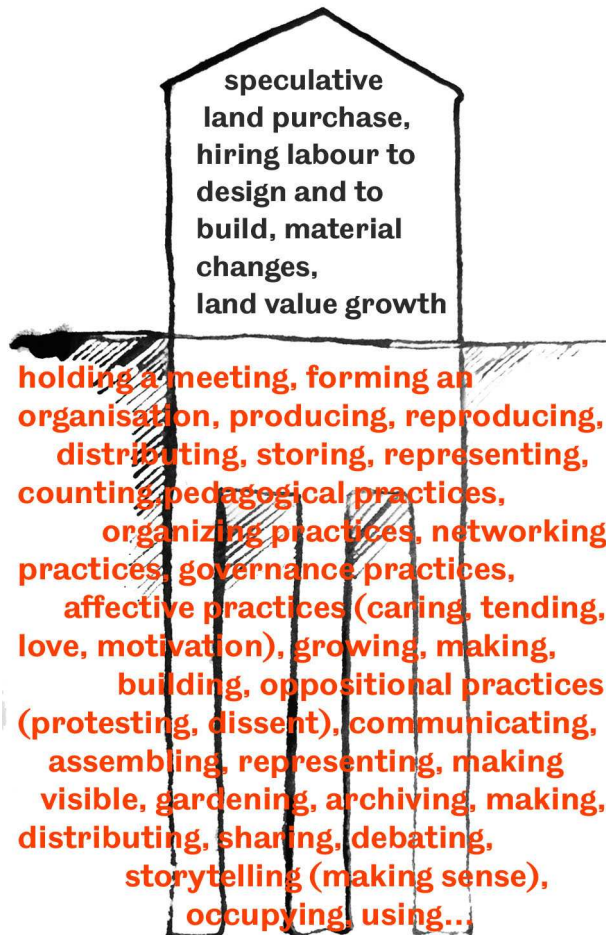 speculative
land purchase,
hiring labour to
design and to
build, material
changes,
land value growth
holding a meeting, forming an
organisation, producing, reproducing,
distributing, storing, representing,
counting,pedagogical practices,
organizing practices, networking
practices, governance practices,
affective practices (caring, tending,
love, motivation), growing, making,
building, oppositional practices
(protesting, dissent), communicating,
assembling, representing, making
visible, gardening, archiving, making,
distributing, sharing, debating,
storytelling (making sense),
occupying, using...